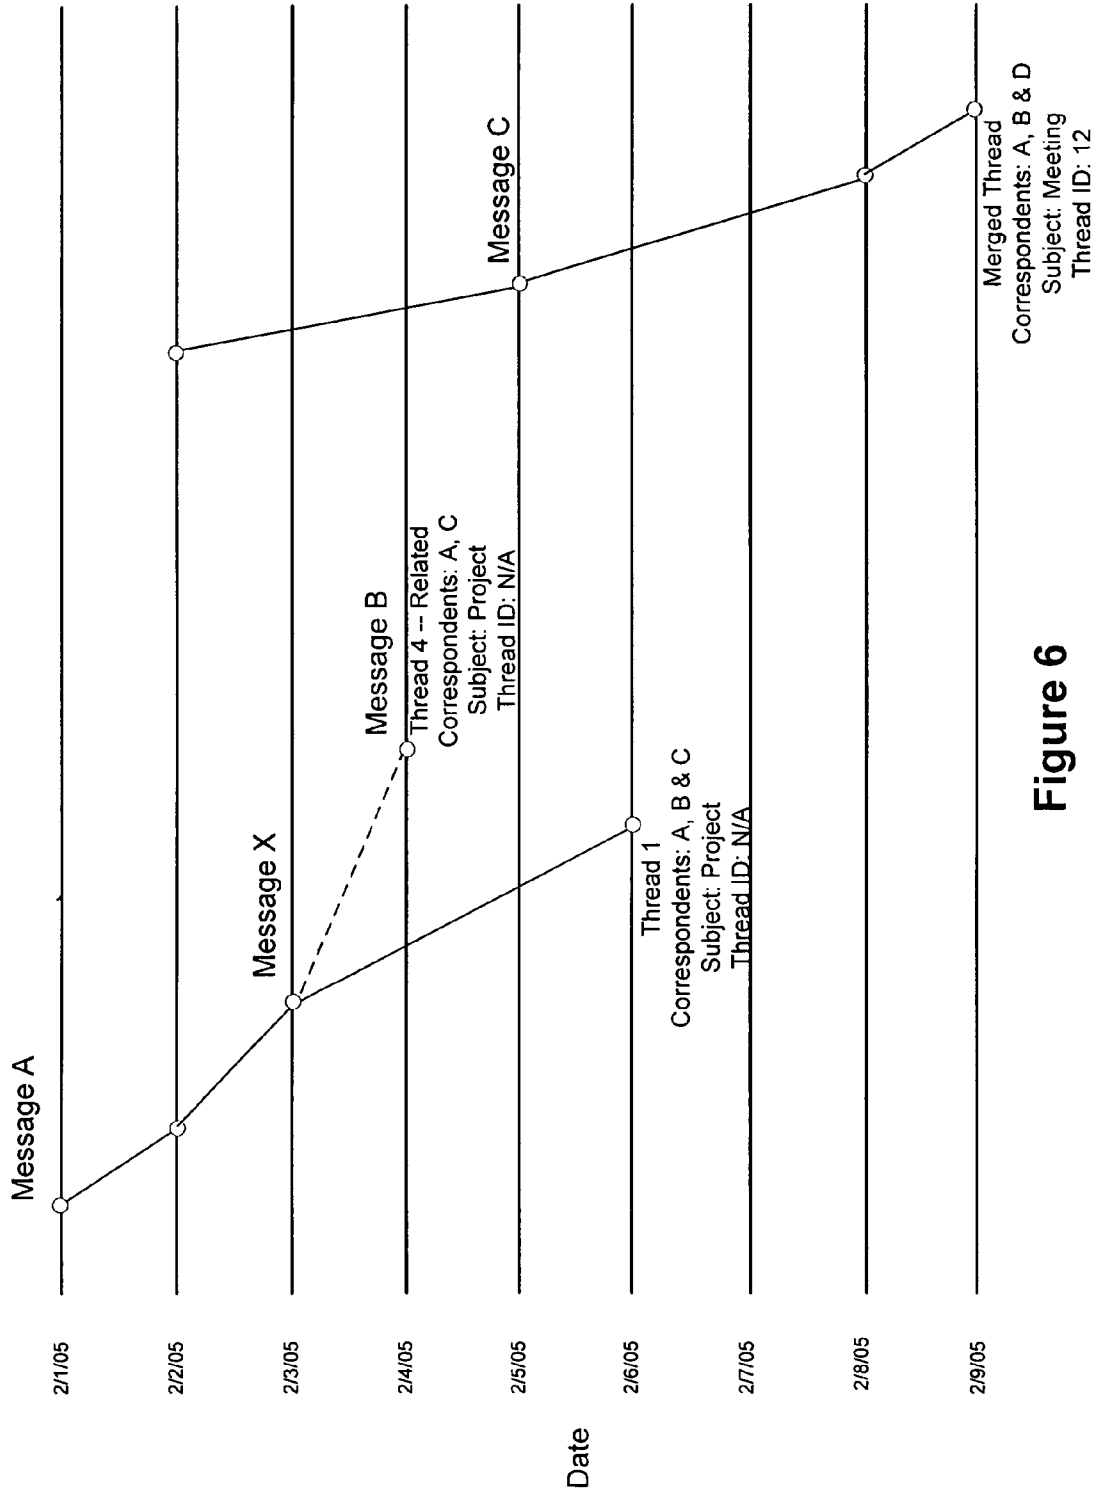 Message A
Message X
Message B
Thread 4 -- Related
Correspondents: A, C
Subject: Project
Thread ID: N/A
Message C
Thread 1
Correspondents: A, B & C
Subject: Project
Thread ID: N/A
Merged Thread
Correspondents: A, B & D
Subject: Meeting
Thread ID: 12
2/1/05
2/2/05
2/3/05
2/4/05
2/5/05
2/6/05
2/7/05
2/8/05
2/9/05
Date
Figure 6